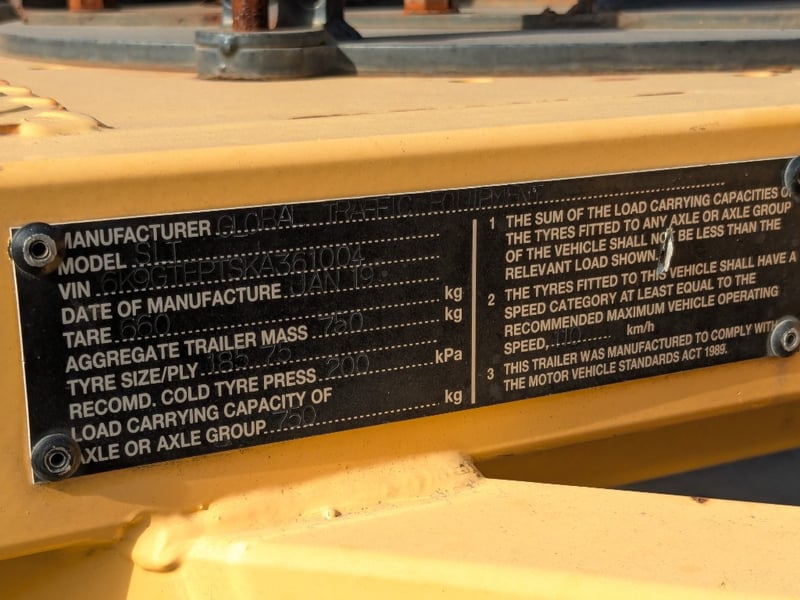 MANUFACTURER GLOBAL TRAFFIC EQUIPMENT
MODEL SLT
VIN 6K9GTEPTSKA361004
DATE OF MANUFACTURE JAN 19
TARE 660 kg
AGGREGATE TRAILER MASS 750 kg
TYRE SIZE/PLY 185 75
RECOMD. COLD TYRE PRESS 200 kPa
LOAD CARRYING CAPACITY OF
AXLE OR AXLE GROUP 750 kg
1 THE SUM OF THE LOAD CARRYING CAPACITIES OF
THE TYRES FITTED TO ANY AXLE OR AXLE GROUP
OF THE VEHICLE SHALL NOT BE LESS THAN THE
RELEVANT LOAD SHOWN.
2 THE TYRES FITTED TO THE VEHICLE SHALL HAVE A
SPEED CATEGORY AT LEAST EQUAL TO THE
RECOMMENDED MAXIMUM VEHICLE OPERATING
SPEED, 110 km/h
3 THIS TRAILER WAS MANUFACTURED TO COMPLY WITH
THE MOTOR VEHICLE STANDARDS ACT 1989.